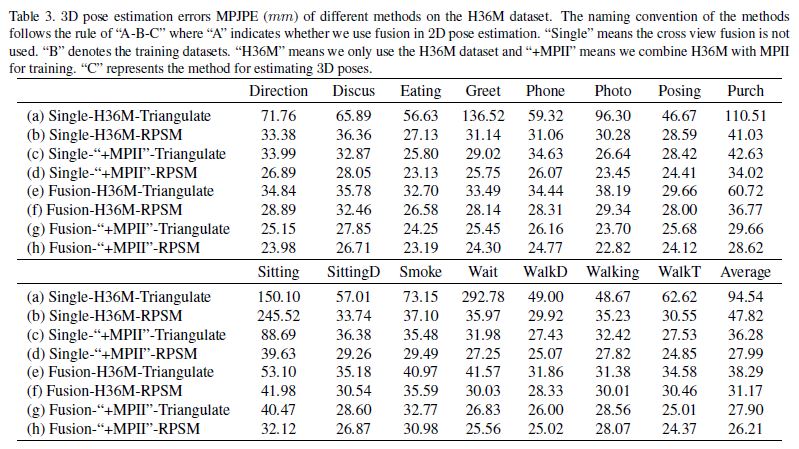 Table 3. 3D pose estimation errors MPJPE (mm) of different methods on the H36M dataset. The naming convention of the methods
follows the rule of “A-B-C” where “A” indicates whether we use fusion in 2D pose estimation. “Single” means the cross view fusion is not
used. “B” denotes the training datasets. “H36M” means we only use the H36M dataset and “+MPII” means we combine H36M with MPII
for training. “C” represents the method for estimating 3D poses.
Direction Discus Eating Greet Phone Photo Posing Purch
(a) Single-H36M-Triangulate 71.76 65.89 56.63 136.52 59.32 96.30 46.67 110.51
(b) Single-H36M-RPSM 33.38 36.36 27.13 31.14 31.06 30.28 28.59 41.03
(c) Single-“+MPII”-Triangulate 33.99 32.87 25.80 29.02 34.63 26.64 28.42 42.63
(d) Single-“+MPII”-RPSM 26.89 28.05 23.13 25.75 26.07 23.45 24.41 34.02
(e) Fusion-H36M-Triangulate 34.84 35.78 32.70 33.49 34.44 38.19 29.66 60.72
(f) Fusion-H36M-RPSM 28.89 32.46 26.58 28.14 28.31 29.34 28.00 36.77
(g) Fusion-“+MPII”-Triangulate 25.15 27.85 24.25 25.45 26.16 23.70 25.68 29.66
(h) Fusion-“+MPII”-RPSM 23.98 26.71 23.19 24.30 24.77 22.82 24.12 28.62
Sitting SittingD Smoke Wait WalkD Walking WalkT Average
(a) Single-H36M-Triangulate 150.10 57.01 73.15 292.78 49.00 48.67 62.62 94.54
(b) Single-H36M-RPSM 245.52 33.74 37.10 35.97 29.92 35.23 30.55 47.82
(c) Single-“+MPII”-Triangulate 88.69 36.38 35.48 31.98 27.43 32.42 27.53 36.28
(d) Single-“+MPII”-RPSM 39.63 29.26 29.49 27.25 25.07 27.82 24.85 27.99
(e) Fusion-H36M-Triangulate 53.10 35.18 40.97 41.57 31.86 31.38 34.58 38.29
(f) Fusion-H36M-RPSM 41.98 30.54 35.59 30.03 28.33 30.01 30.46 31.17
(g) Fusion-“+MPII”-Triangulate 40.47 28.60 32.77 26.83 26.00 28.56 25.01 27.90
(h) Fusion-“+MPII”-RPSM 32.12 26.87 30.98 25.56 25.02 28.07 24.37 26.21